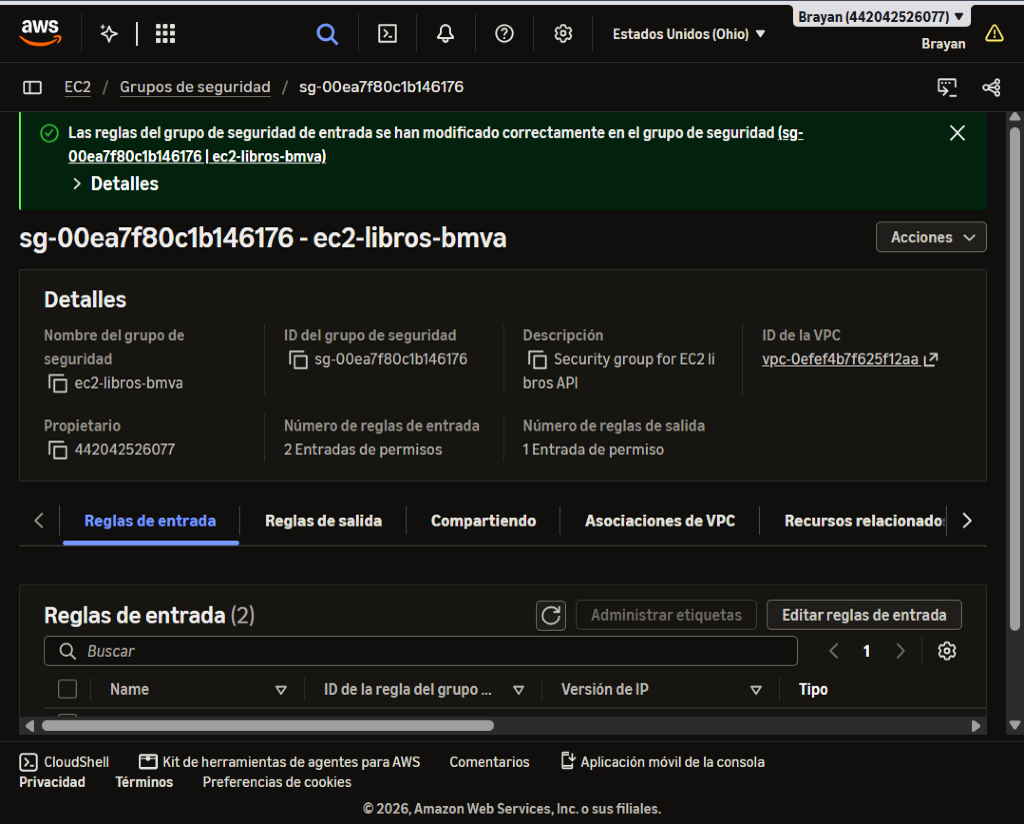 aws
Estados Unidos (Ohio) ▼
Brayan (442042526077) ▼
Brayan
EC2 / Grupos de seguridad / sg-00ea7f80c1b146176
Las reglas del grupo de seguridad de entrada se han modificado correctamente en el grupo de seguridad (sg-
00ea7f80c1b146176 | ec2-libros-bmva)
Detalles
sg-00ea7f80c1b146176 - ec2-libros-bmva
Acciones
Detalles
Nombre del grupo de
seguridad
ec2-libros-bmva
ID del grupo de seguridad
sg-00ea7f80c1b146176
Descripción
Security group for EC2 li
bros API
ID de la VPC
vpc-0efef4b7f625f12aa
Propietario
442042526077
Número de reglas de entrada
2 Entradas de permisos
Número de reglas de salida
1 Entrada de permiso
Reglas de entrada
Reglas de salida
Compartiendo
Asociaciones de VPC
Recursos relacionados
Reglas de entrada (2)
Administrar etiquetas
Editar reglas de entrada
Buscar
1
Name
ID de la regla del grupo ...
Versión de IP
Tipo
CloudShell
Kit de herramientas de agentes para AWS
Comentarios
Aplicación móvil de la consola
Privacidad
Términos
Preferencias de cookies
© 2026, Amazon Web Services, Inc. o sus filiales.